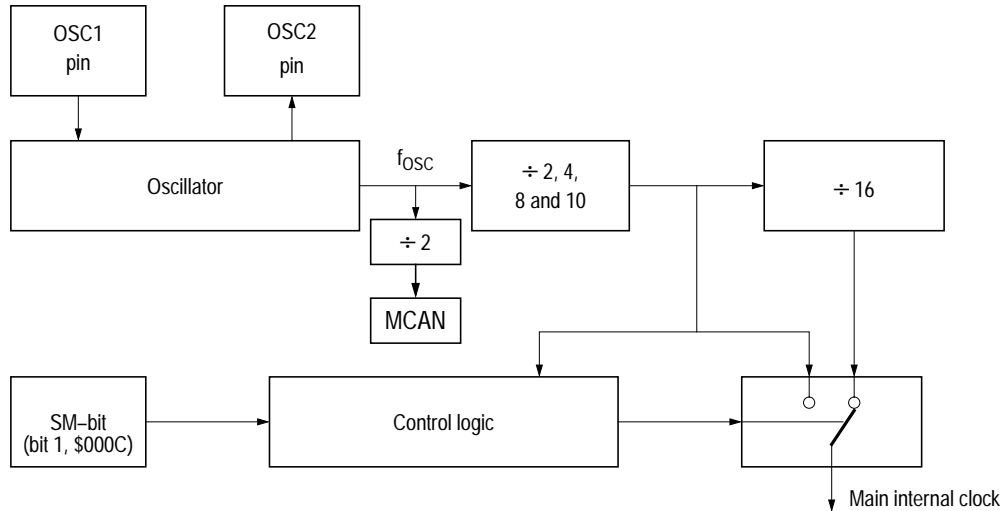 OSC1
pin
OSC2
pin
Oscillator
fOSC
÷ 2, 4,
8 and 10
÷ 16
÷ 2
MCAN
SM–bit
(bit 1, $000C)
Control logic
Main internal clock